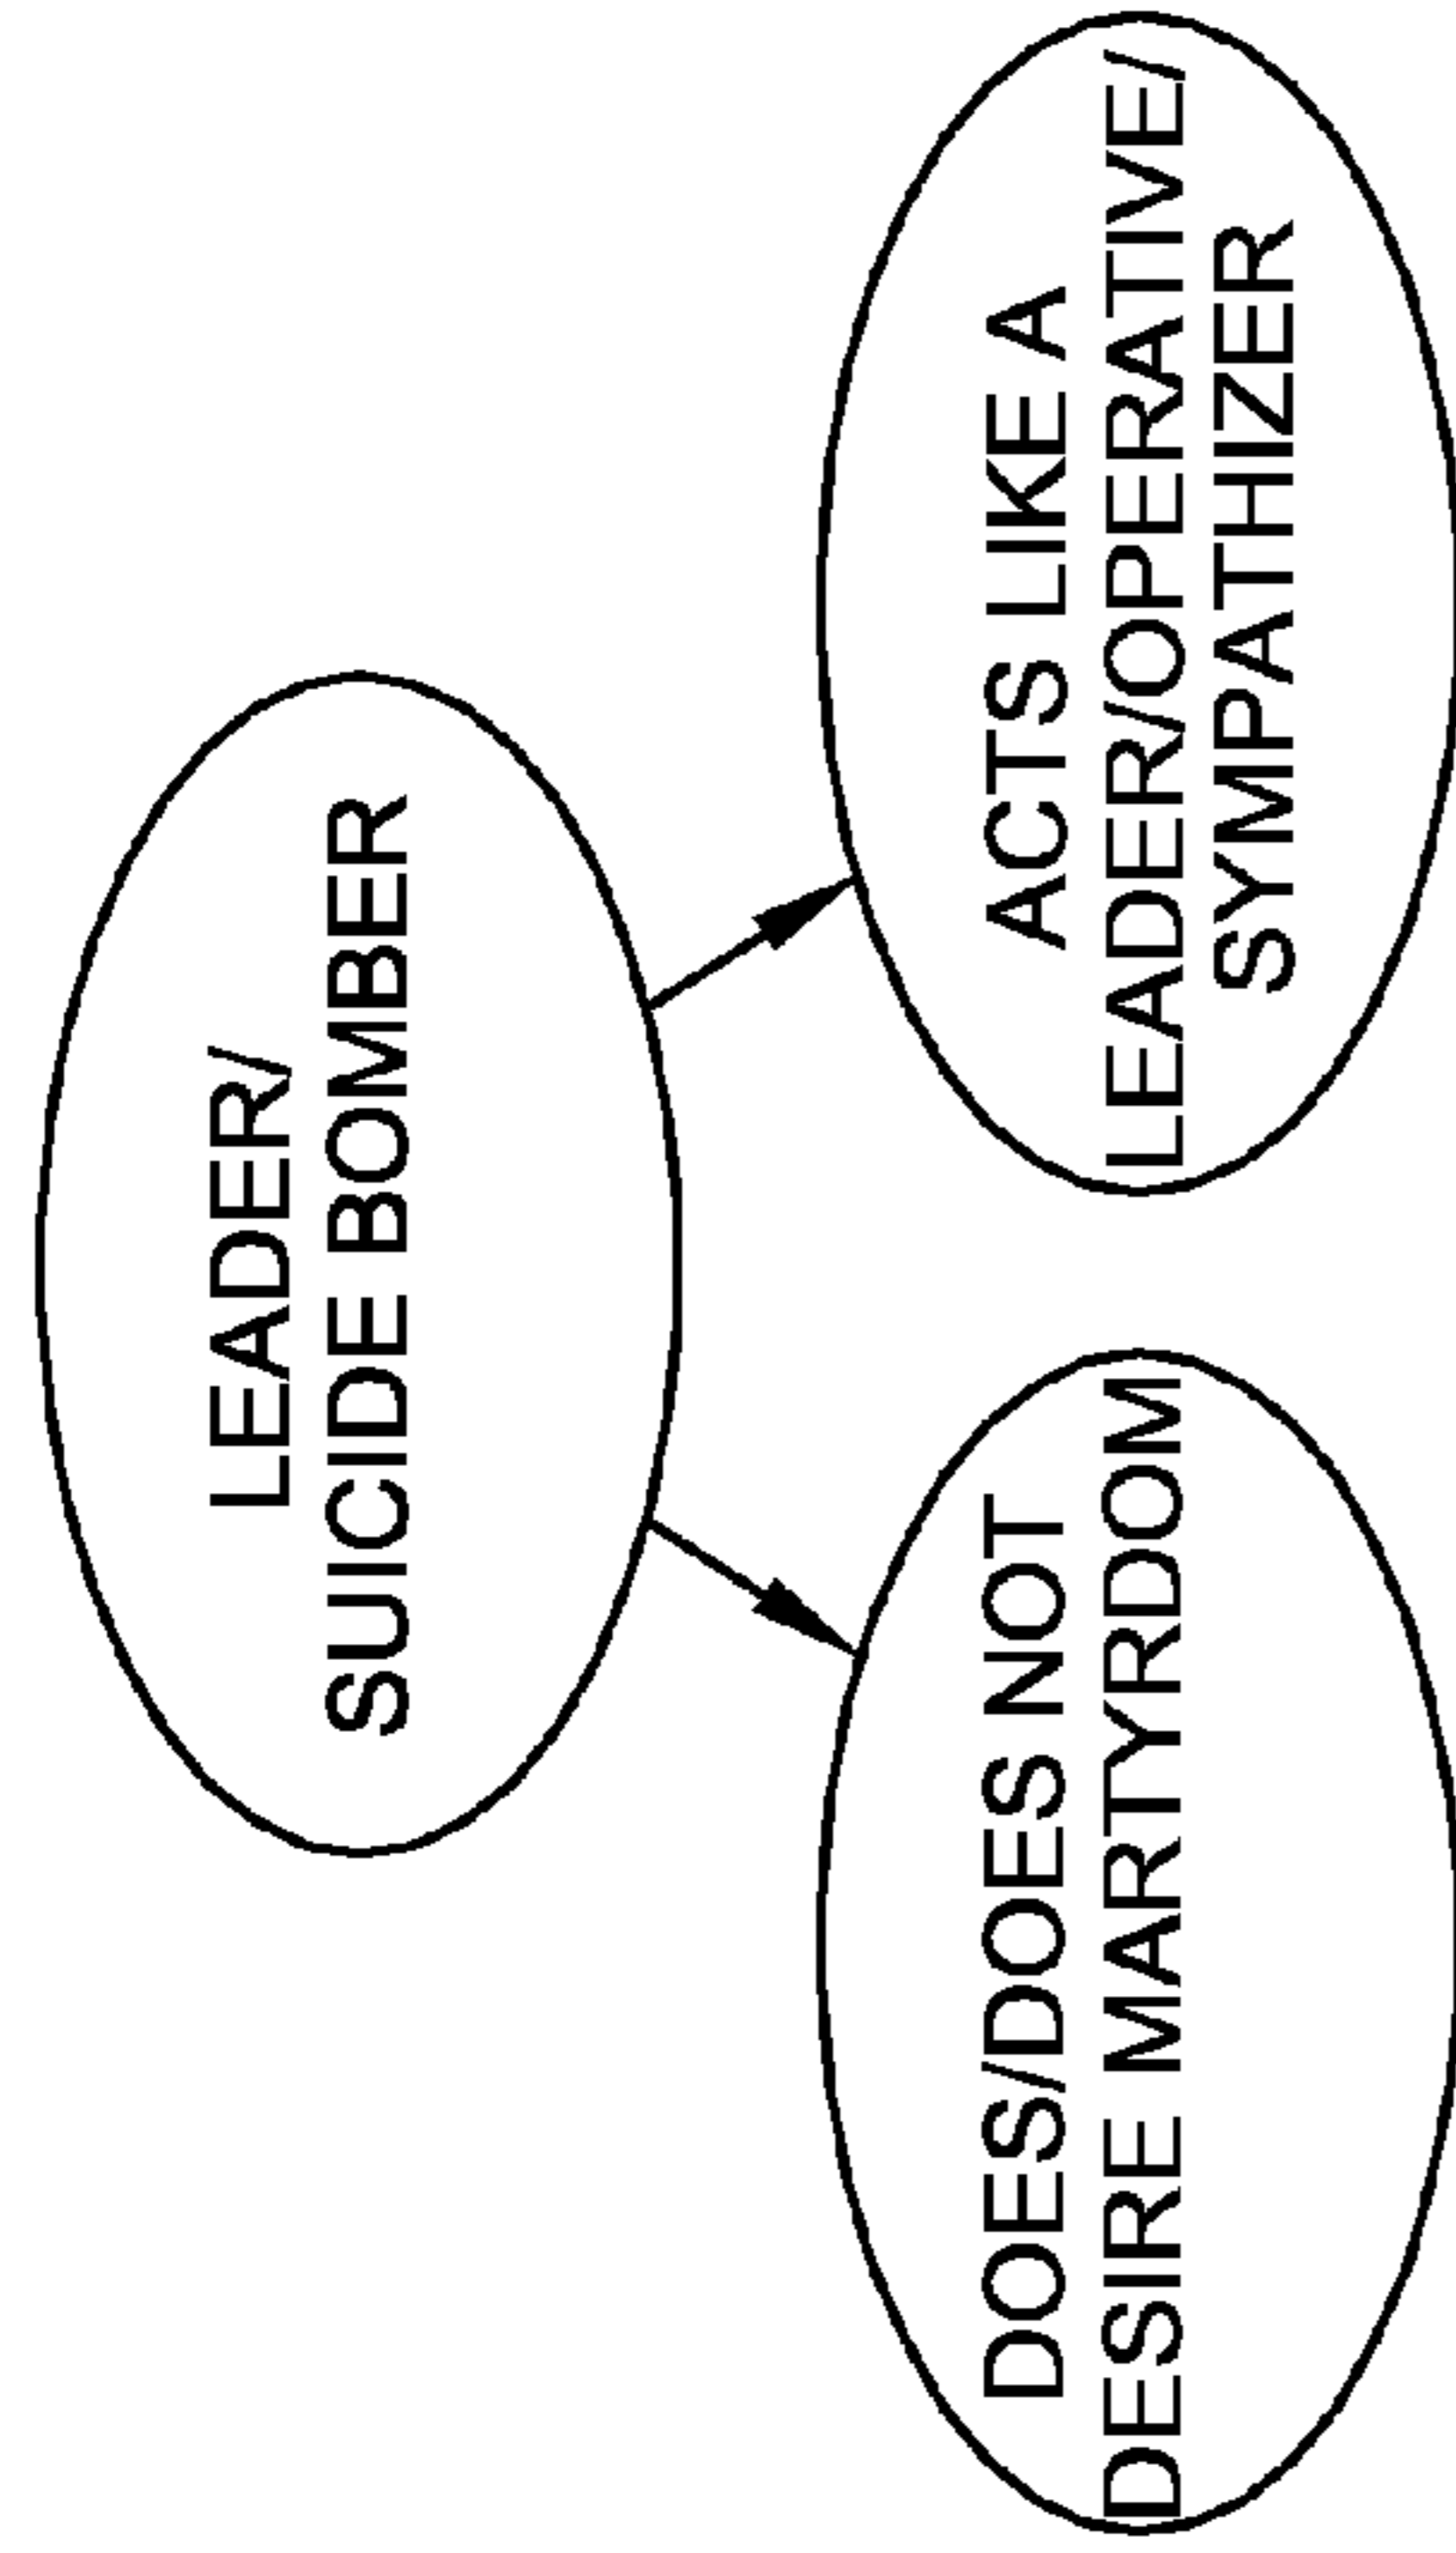 LEADER/
SUICIDE BOMBER
DOES/DOES NOT
DESIRE MARTYRDOM
ACTS LIKE A
LEADER/OPERATIVE/
SYMPATHIZER